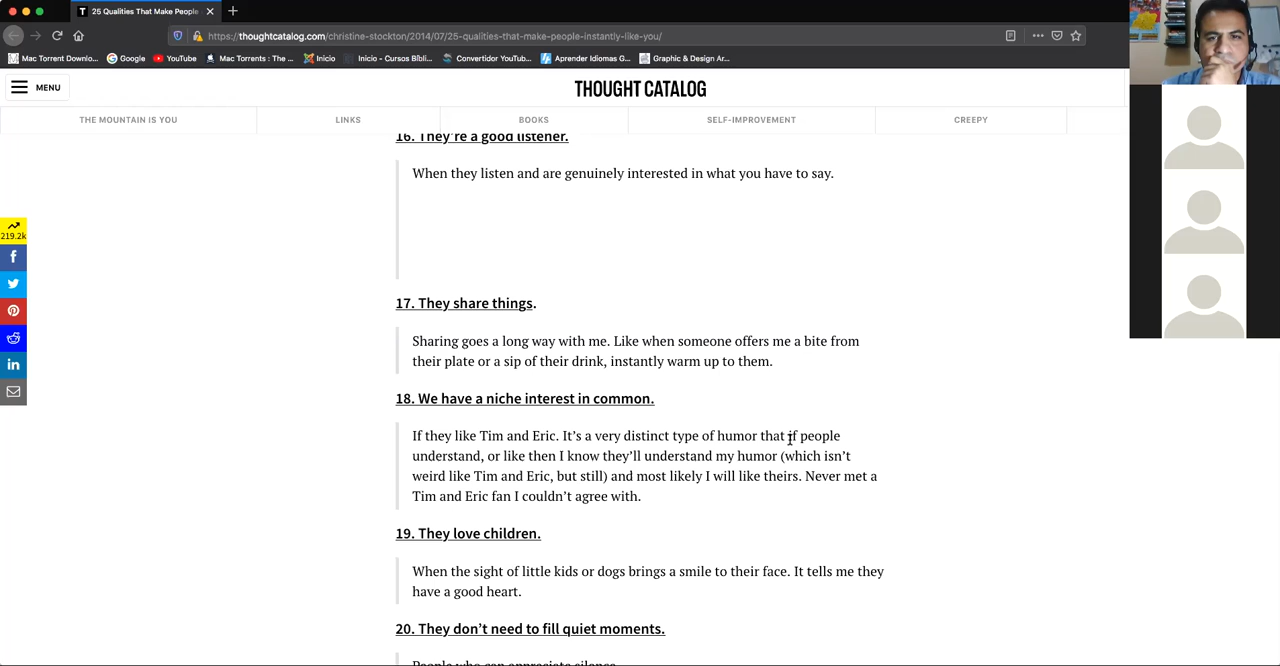 25 Qualities That Make People
https://thoughtcatalog.com/christine-stockton/2014/07/25-qualities-that-make-people-instantly-like-you/
Mac Torrent Downlo... Google YouTube Mac Torrents : The ... Inicio Inicio - Cursos Bíbli... Convertidor YouTub... Aprender Idiomas G... Graphic & Design Ar...
MENU
THOUGHT CATALOG
THE MOUNTAIN IS YOU LINKS BOOKS SELF-IMPROVEMENT CREEPY
16. They’re a good listener.
When they listen and are genuinely interested in what you have to say.
219.2k
17. They share things.
Sharing goes a long way with me. Like when someone offers me a bite from
their plate or a sip of their drink, instantly warm up to them.
18. We have a niche interest in common.
If they like Tim and Eric. It’s a very distinct type of humor that if people
understand, or like then I know they’ll understand my humor (which isn’t
weird like Tim and Eric, but still) and most likely I will like theirs. Never met a
Tim and Eric fan I couldn’t agree with.
19. They love children.
When the sight of little kids or dogs brings a smile to their face. It tells me they
have a good heart.
20. They don’t need to fill quiet moments.
People who can appreciate silence.